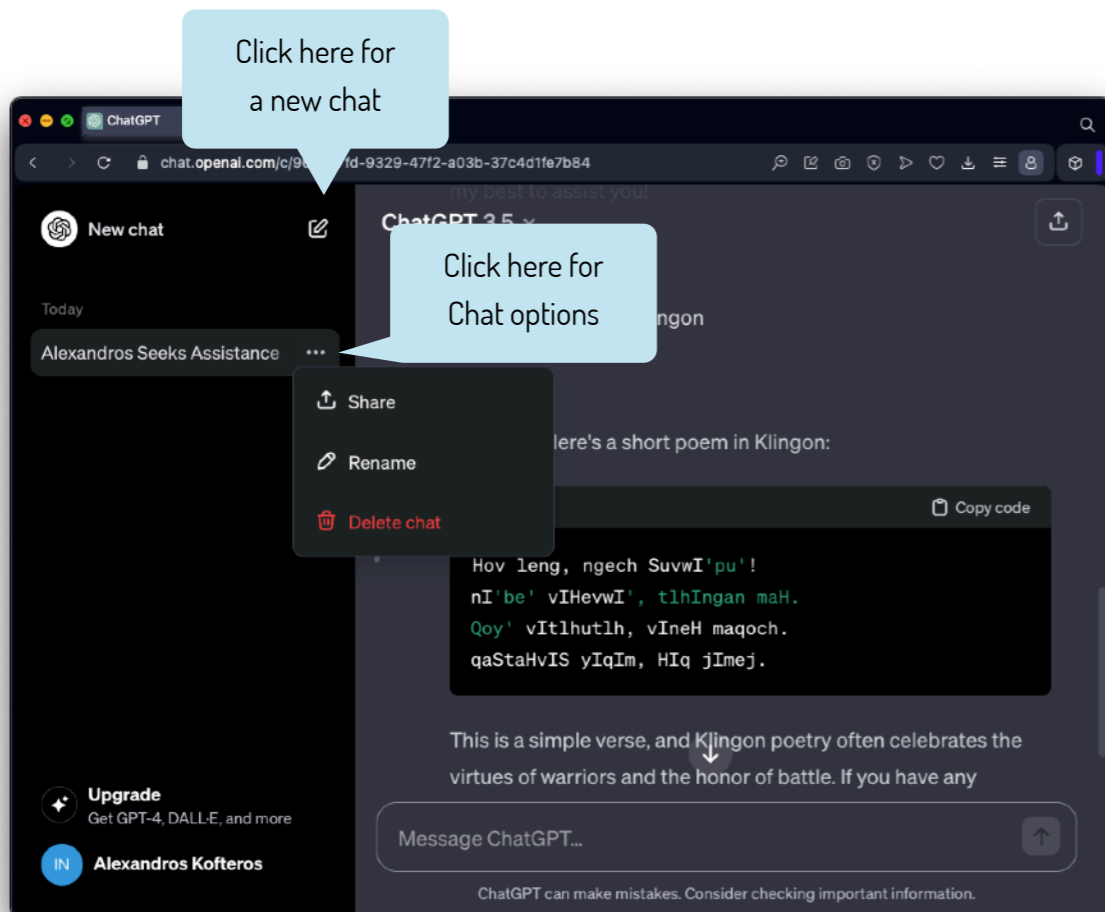 Click here for
a new chat
ChatGPT
chat.openai.com/c/9
fd-9329-47f2-a03b-37c4d1fe7b84
my best to assist you!
New chat
ChatGPT 3.5
Click here for
Chat options
ngon
Today
Alexandros Seeks Assistance
Share
Rename
Delete chat
ere's a short poem in Klingon:
Copy code
Hov leng, ngech SuvwI'pu'!
nI'be' vIHevwI', tlhIngan maH.
Qoy' vItlhutlh, vIneH maqoch.
qaStaHvIS yIqIm, HIq jImej.
This is a simple verse, and Klingon poetry often celebrates the
virtues of warriors and the honor of battle. If you have any
Upgrade
Get GPT-4, DALL·E, and more
IN
Alexandros Kofteros
Message ChatGPT...
ChatGPT can make mistakes. Consider checking important information.